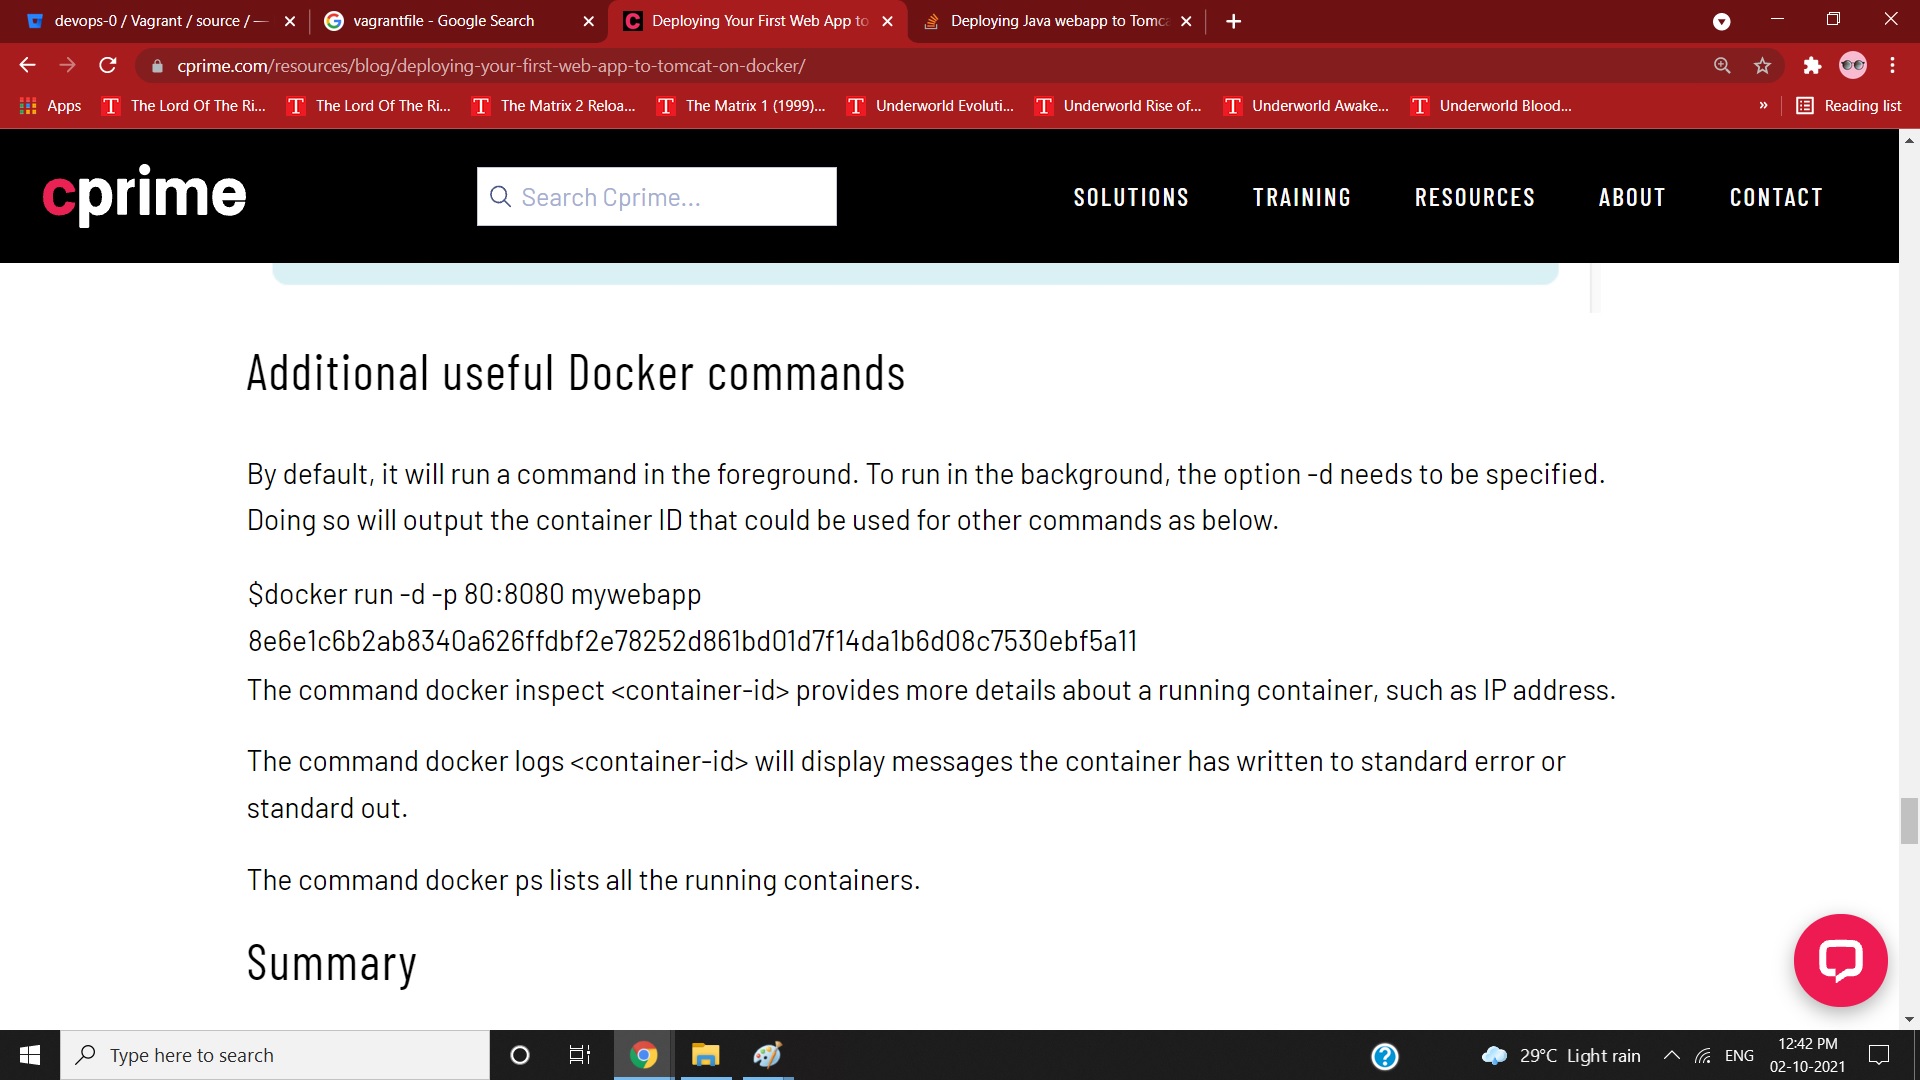 devops-0 / Vagrant / source / —
vagrantfile - Google Search
Deploying Your First Web App to
Deploying Java webapp to Tomca
cprime.com/resources/blog/deploying-your-first-web-app-to-tomcat-on-docker/
Apps
The Lord Of The Ri...
The Lord Of The Ri...
The Matrix 2 Reloa...
The Matrix 1 (1999)...
Underworld Evoluti...
Underworld Rise of...
Underworld Awake...
Underworld Blood...
»
Reading list
cprime
Search Cprime...
SOLUTIONS
TRAINING
RESOURCES
ABOUT
CONTACT
Additional useful Docker commands
By default, it will run a command in the foreground. To run in the background, the option -d needs to be specified.
Doing so will output the container ID that could be used for other commands as below.
$docker run -d -p 80:8080 mywebapp
8e6e1c6b2ab8340a626ffdbf2e78252d861bd01d7f14da1b6d08c7530ebf5a11
The command docker inspect <container-id> provides more details about a running container, such as IP address.
The command docker logs <container-id> will display messages the container has written to standard error or
standard out.
The command docker ps lists all the running containers.
Summary
Type here to search
29°C Light rain
ENG
12:42 PM
02-10-2021